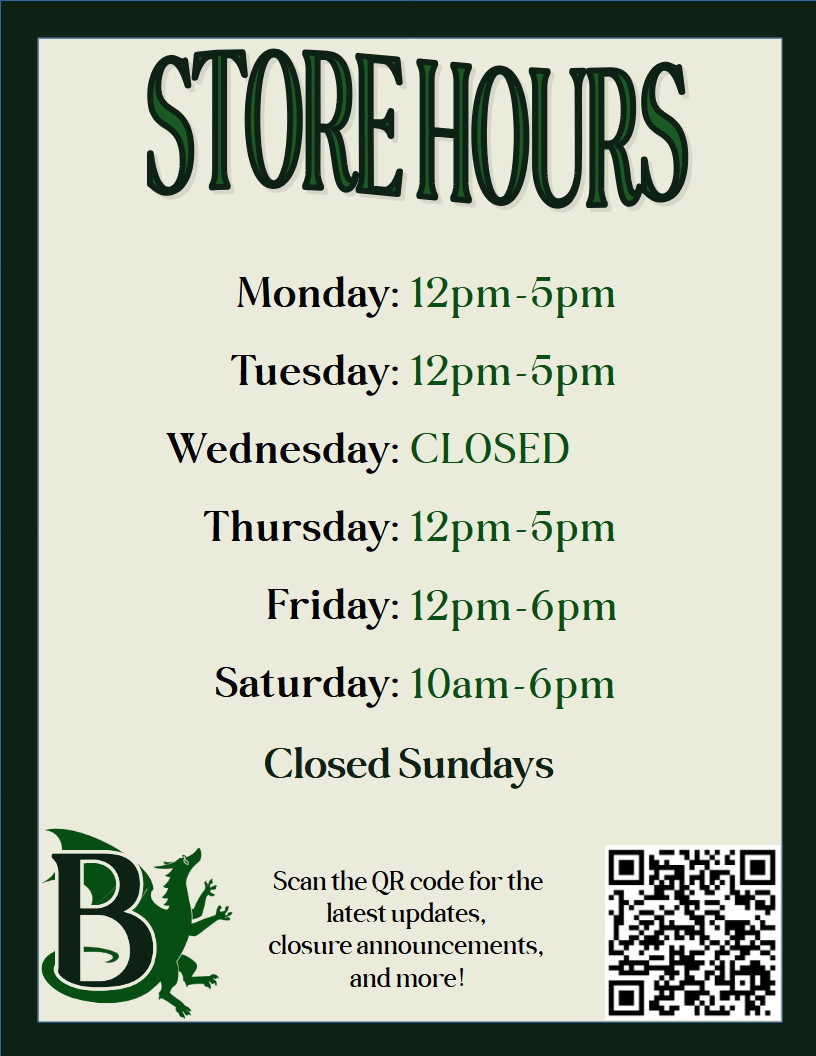 STORE HOURS
Monday: 12pm-5pm
Tuesday: 12pm-5pm
Wednesday: CLOSED
Thursday: 12pm-5pm
Friday: 12pm-6pm
Saturday: 10am-6pm
Closed Sundays
B
Scan the QR code for the
latest updates,
closure announcements,
and more!